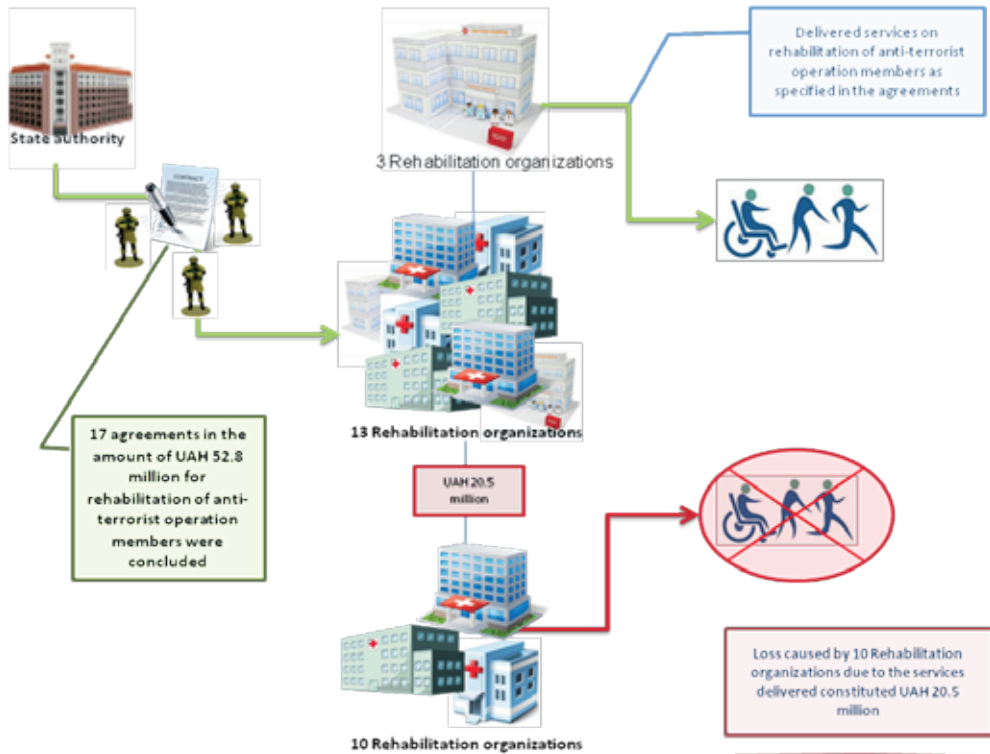 State authority
CONTRACT
3 Rehabilitation organizations
Delivered services on
rehabilitation of anti-terrorist
operation members as
specified in the agreements
13 Rehabilitation organizations
17 agreements in the
amount of UAH 52.8
million for
rehabilitation of anti-
terrorist operation
members were
concluded
UAH 20.5
million
10 Rehabilitation organizations
Loss caused by 10 Rehabilitation
organizations due to the services
delivered constituted UAH 20.5
million